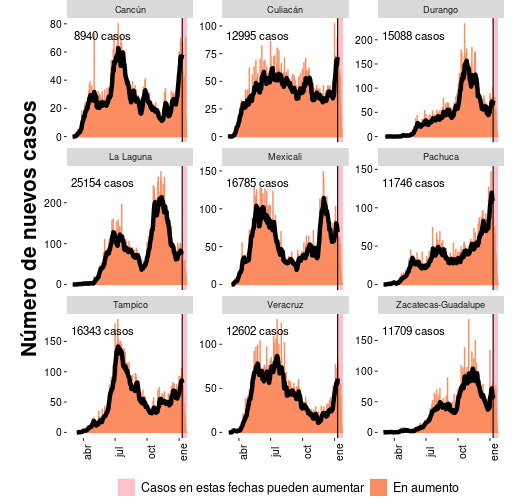 Cancún
Culiacán
Durango
80
60
40
20
0
8940 casos
100
75
50
25
0
12995 casos
200
150
100
50
0
15088 casos
La Laguna
Mexicali
Pachuca
200
100
0
25154 casos
150
100
50
0
16785 casos
150
100
50
0
11746 casos
Tampico
Veracruz
Zacatecas-Guadalupe
150
100
50
0
16343 casos
100
50
0
12602 casos
150
100
50
0
11709 casos
abr
jul
oct
ene
abr
jul
oct
ene
abr
jul
oct
ene
Número de nuevos casos
Casos en estas fechas pueden aumentar
En aumento